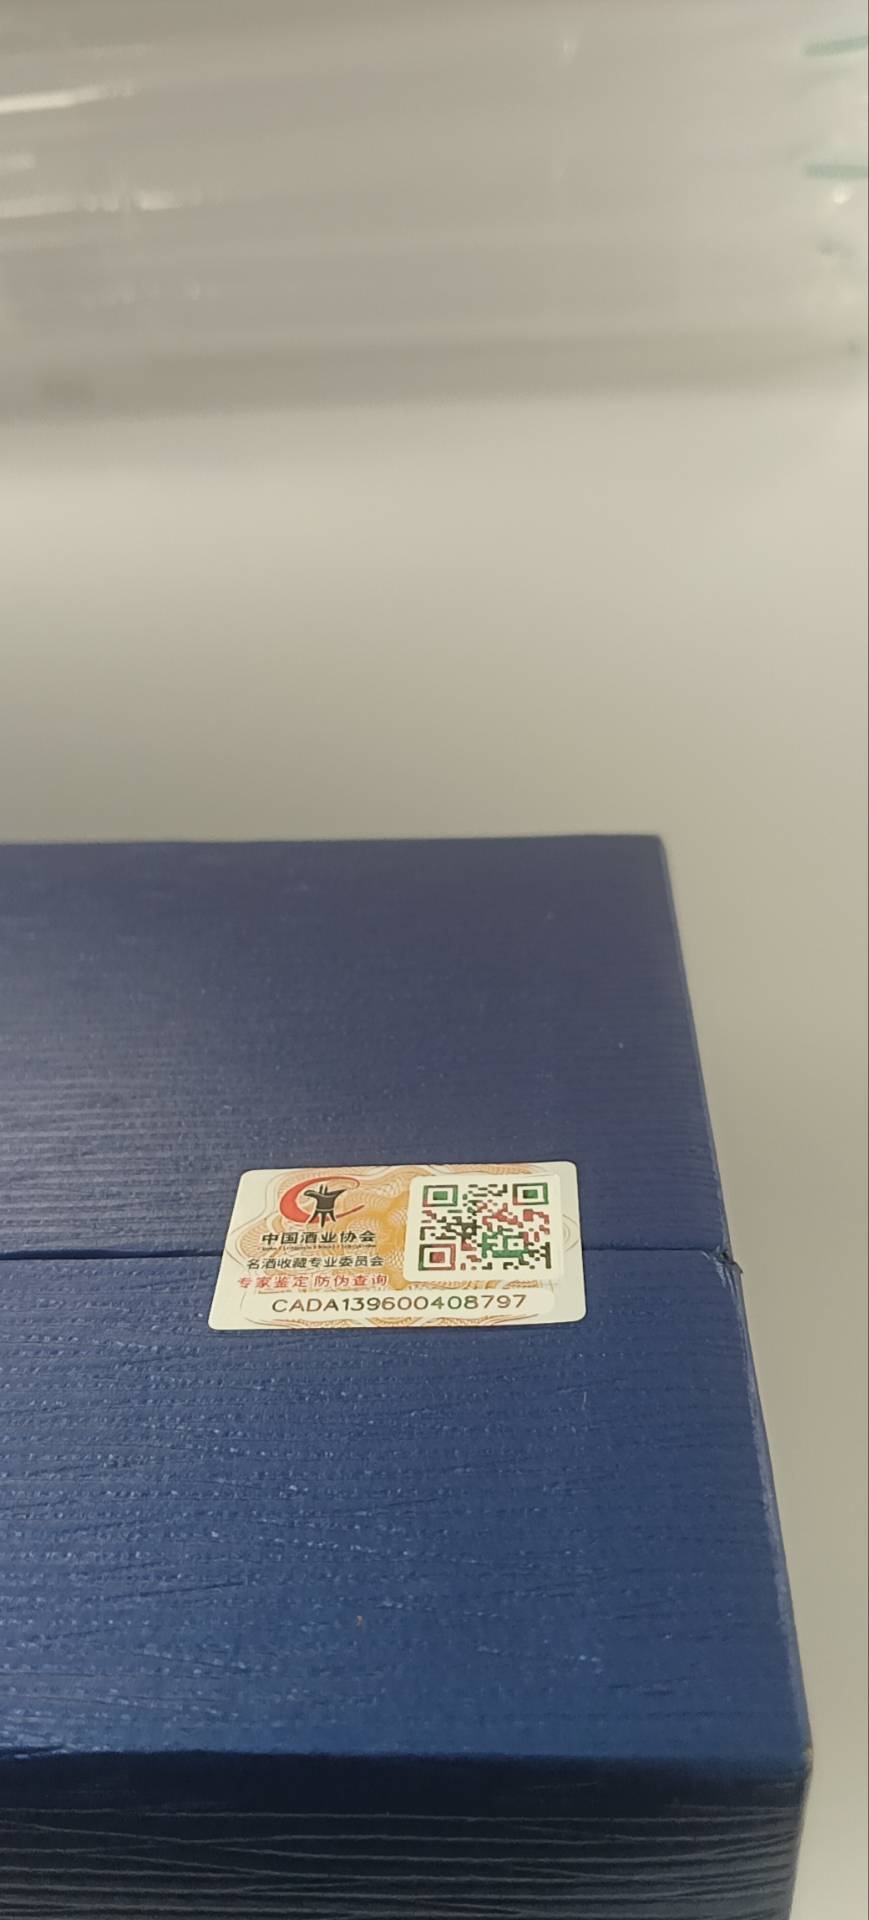 中国酒业协会
名酒收藏专业委员会
专家鉴定 防伪查询
CADA139600408797